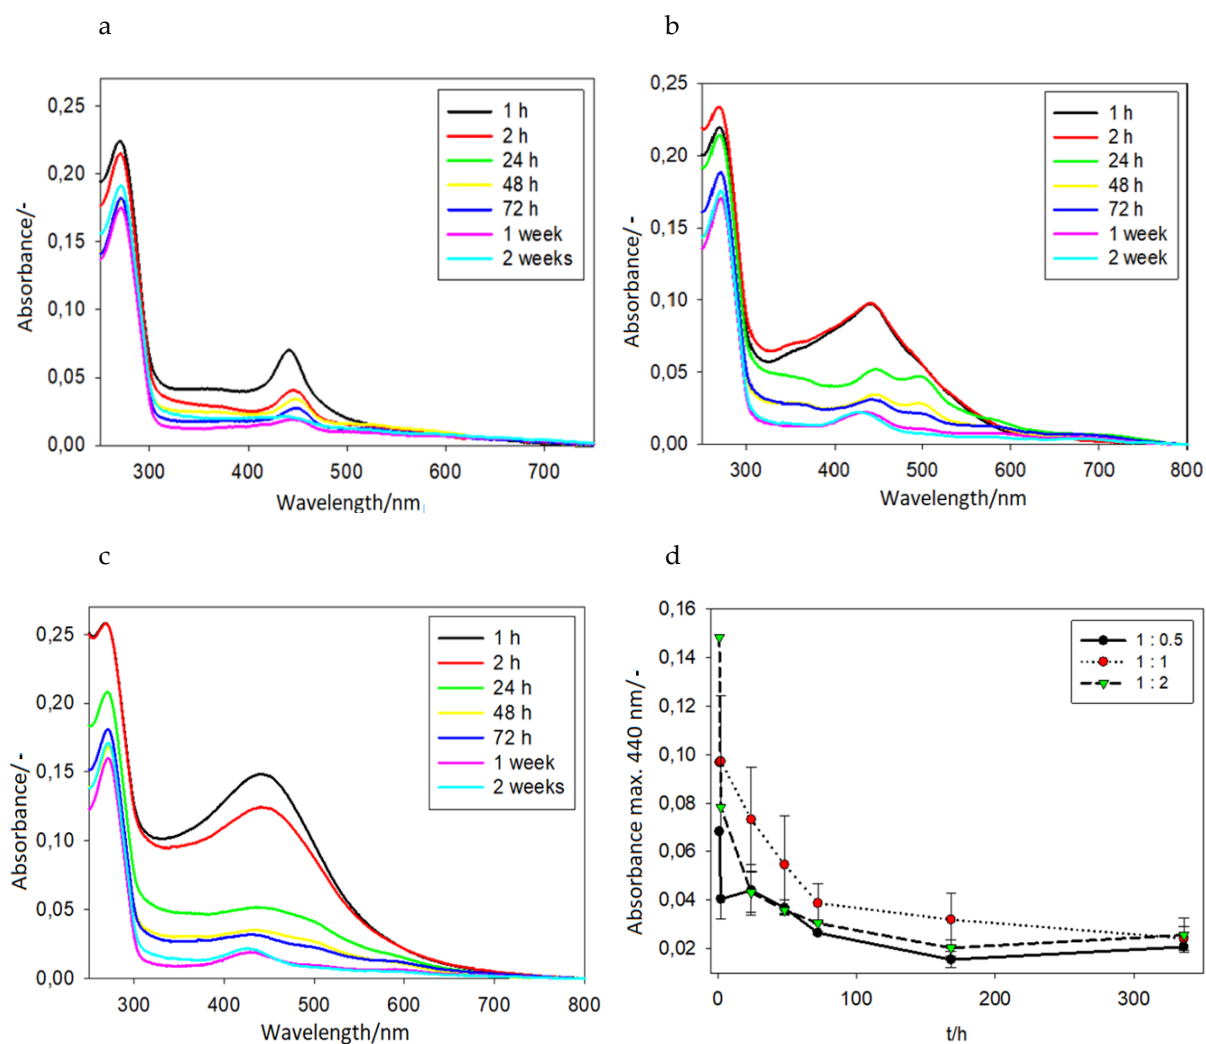 a
0,25
0,20
0,15
0,10
0,05
0,00
Absorbance/-
1 h
2 h
24 h
48 h
72 h
1 week
2 weeks
300 400 500 600 700
Wavelength/nm
b
0,25
0,20
0,15
0,10
0,05
0,00
Absorbance/-
1 h
2 h
24 h
48 h
72 h
1 week
2 week
300 400 500 600 700 800
Wavelength/nm
c
0,25
0,20
0,15
0,10
0,05
0,00
Absorbance/-
1 h
2 h
24 h
48 h
72 h
1 week
2 weeks
300 400 500 600 700 800
Wavelength/nm
d
0,16
0,14
0,12
0,10
0,08
0,06
0,04
0,02
Absorbance max. 440 nm/-
1 : 0.5
1 : 1
1 : 2
0 100 200 300
t/h